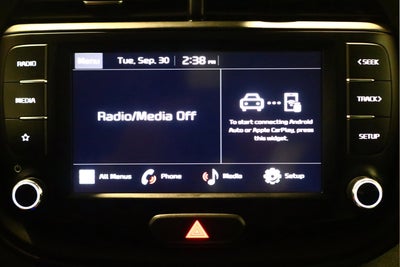 RADIO
MEDIA
Menu
Tue, Sep. 30
2:38 PM
Radio/Media Off
To start connecting Android
Auto or Apple CarPlay, press
this widget.
All Menus
Phone
Media
Setup
<SEEK
TRACK>
SETUP